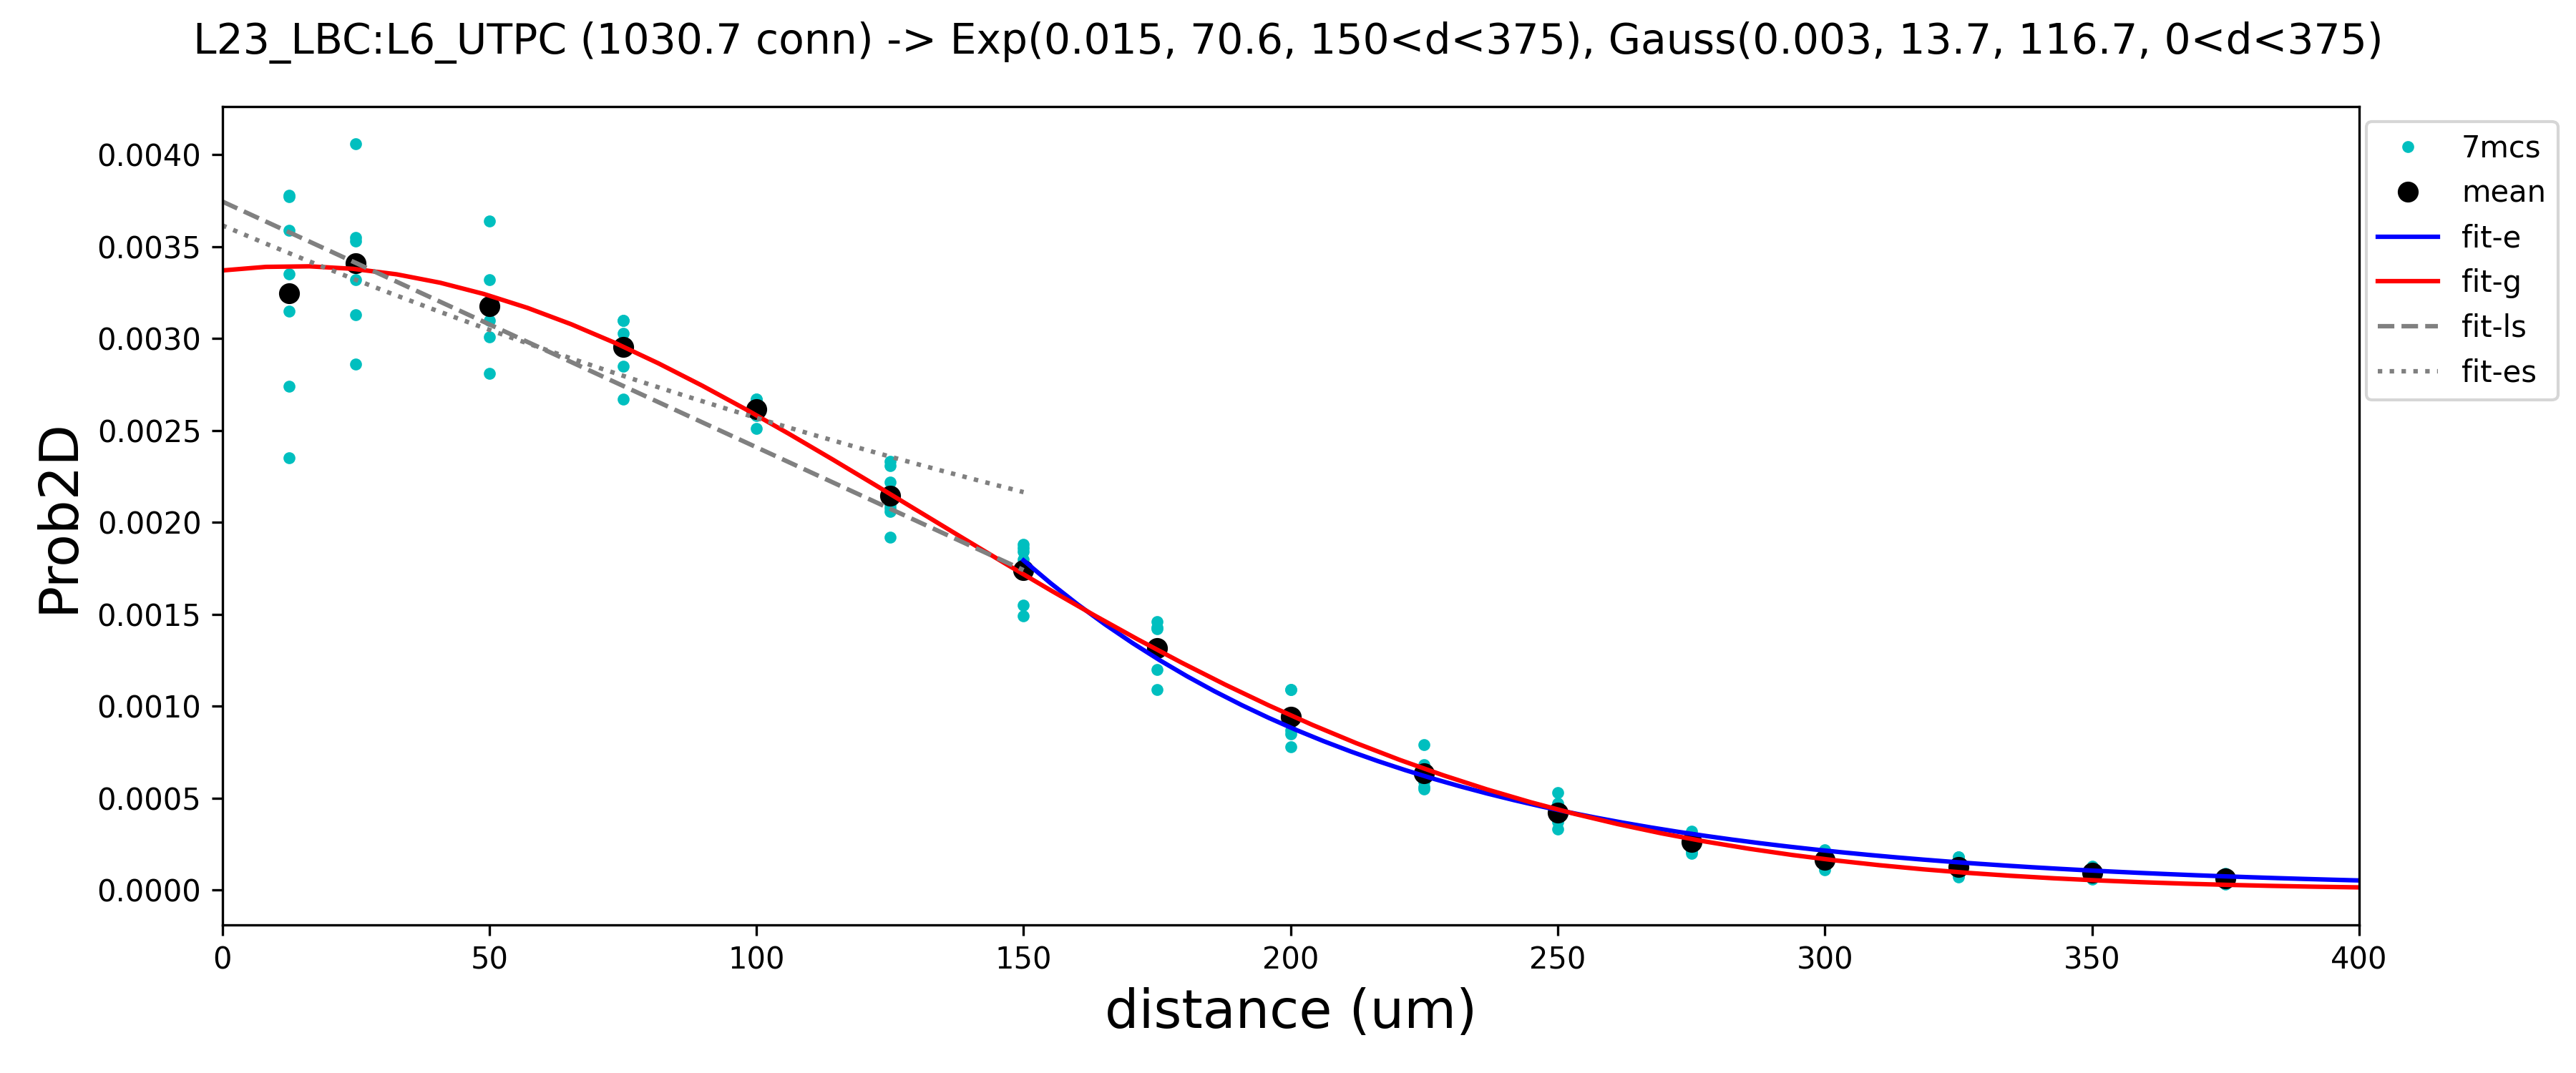 L23_LBC:L6_UTPC (1030.7 conn) -> Exp(0.015, 70.6, 150<d<375), Gauss(0.003, 13.7, 116.7, 0<d<375)
7mcs
mean
fit-e
fit-g
fit-ls
fit-es
Prob2D
0.0040
0.0035
0.0030
0.0025
0.0020
0.0015
0.0010
0.0005
0.0000
0 50 100 150 200 250 300 350 400
distance (um)